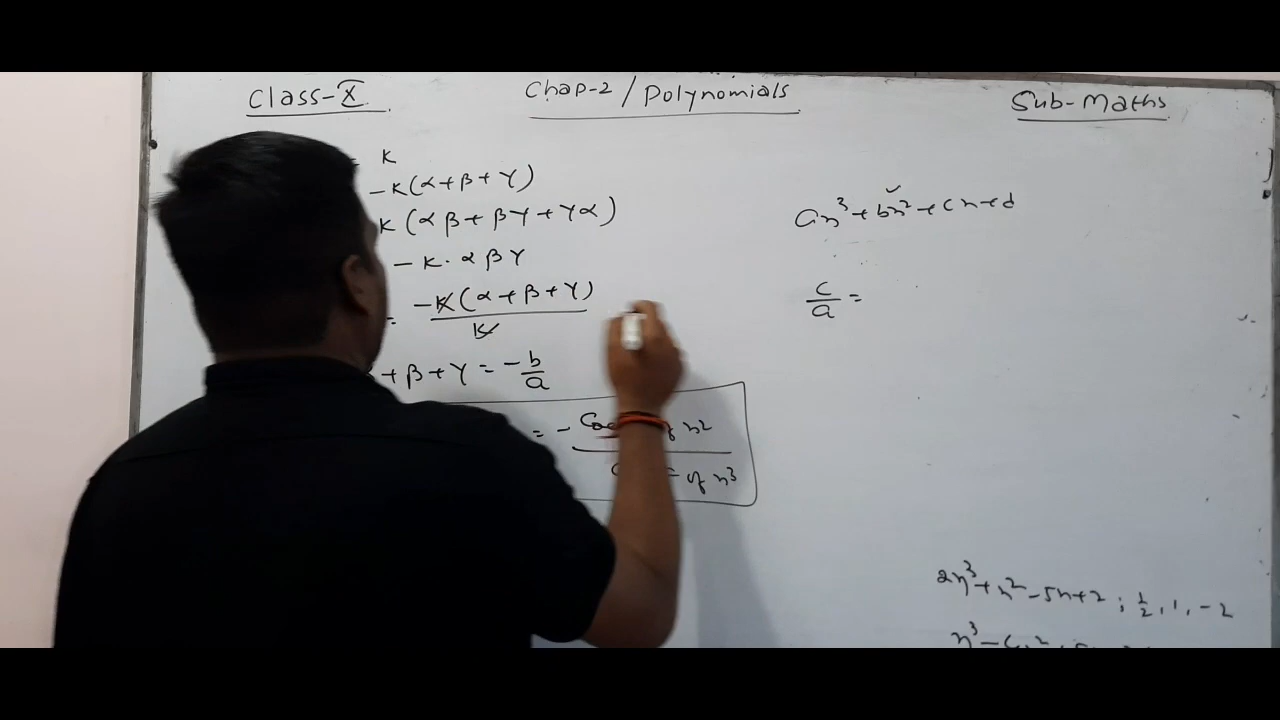 Class-X
Chap-2 / Polynomials
Sub-Maths
K
-K(α+β+γ)
K(αβ+βγ+γα)
-K·αβγ
= -K(α+β+γ) / K
+β+γ = -b/a
= - of x²
of x³
ax³+bx²+cx+d
c/a =
2x³+x²-5x+2 ; 1/2, 1, -2
x³-